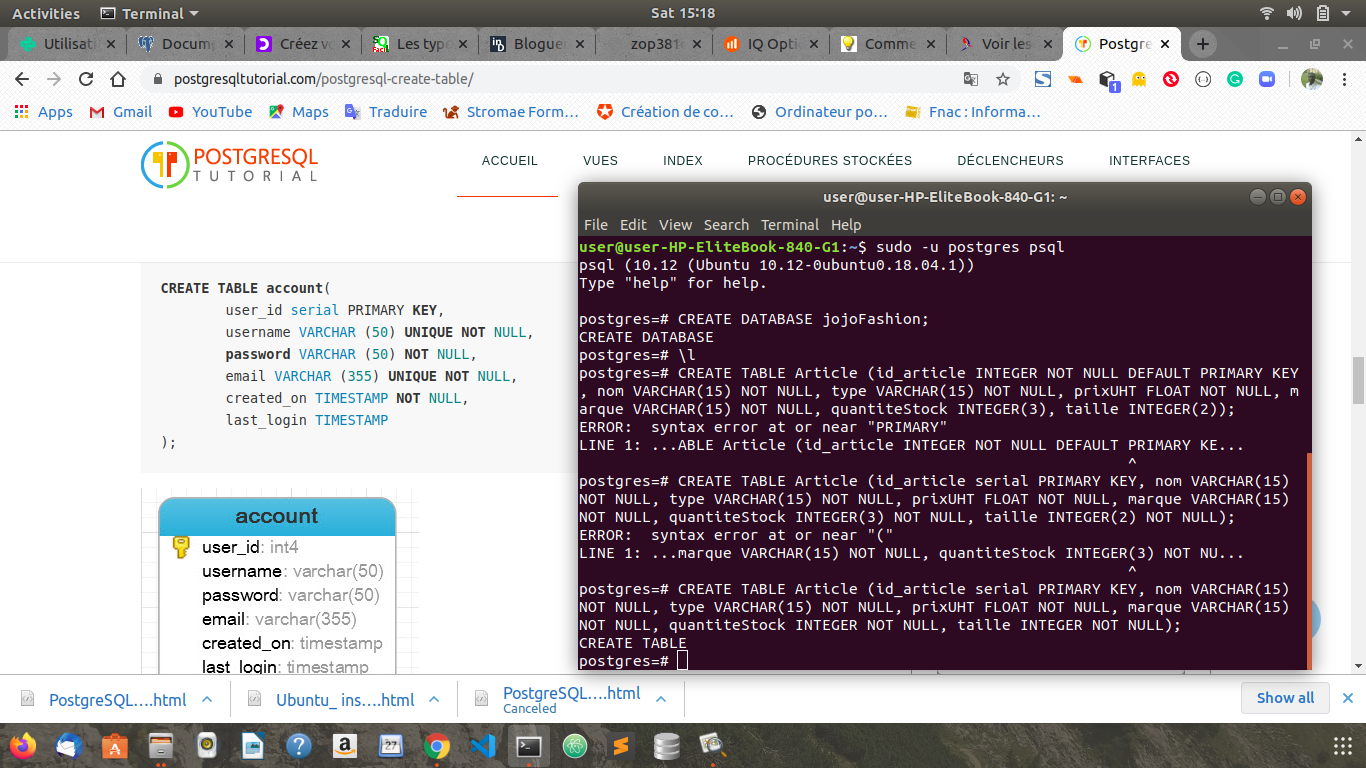 Activities Terminal Sat 15:18
Utilisati Docum Créez vo Les type Blogue zop381 IQ Opti Comme Voir les Postgre
postgresqltutorial.com/postgresql-create-table/
Apps Gmail YouTube Maps Traduire Stromae Form… Création de co… Ordinateur po… Fnac : Informa…
POSTGRESQL
TUTORIAL
ACCUEIL VUES INDEX PROCÉDURES STOCKÉES DÉCLENCHEURS INTERFACES
CREATE TABLE account(
user_id serial PRIMARY KEY,
username VARCHAR (50) UNIQUE NOT NULL,
password VARCHAR (50) NOT NULL,
email VARCHAR (355) UNIQUE NOT NULL,
created_on TIMESTAMP NOT NULL,
last_login TIMESTAMP
);
account
user_id: int4
username: varchar(50)
password: varchar(50)
email: varchar(355)
created_on: timestamp
last_login: timestamp
user@user-HP-EliteBook-840-G1: ~
File Edit View Search Terminal Help
user@user-HP-EliteBook-840-G1:~$ sudo -u postgres psql
psql (10.12 (Ubuntu 10.12-0ubuntu0.18.04.1))
Type "help" for help.
postgres=# CREATE DATABASE jojoFashion;
CREATE DATABASE
postgres=# \l
postgres=# CREATE TABLE Article (id_article INTEGER NOT NULL DEFAULT PRIMARY KEY
, nom VARCHAR(15) NOT NULL, type VARCHAR(15) NOT NULL, prixUHT FLOAT NOT NULL, m
arque VARCHAR(15) NOT NULL, quantiteStock INTEGER(3), taille INTEGER(2));
ERROR:  syntax error at or near "PRIMARY"
LINE 1: ...ABLE Article (id_article INTEGER NOT NULL DEFAULT PRIMARY KE...
^
postgres=# CREATE TABLE Article (id_article serial PRIMARY KEY, nom VARCHAR(15)
NOT NULL, type VARCHAR(15) NOT NULL, prixUHT FLOAT NOT NULL, marque VARCHAR(15)
NOT NULL, quantiteStock INTEGER(3) NOT NULL, taille INTEGER(2) NOT NULL);
ERROR:  syntax error at or near "("
LINE 1: ...marque VARCHAR(15) NOT NULL, quantiteStock INTEGER(3) NOT NU...
^
postgres=# CREATE TABLE Article (id_article serial PRIMARY KEY, nom VARCHAR(15)
NOT NULL, type VARCHAR(15) NOT NULL, prixUHT FLOAT NOT NULL, marque VARCHAR(15)
NOT NULL, quantiteStock INTEGER NOT NULL, taille INTEGER NOT NULL);
CREATE TABLE
postgres=#
PostgreSQL….html Ubuntu_ ins….html PostgreSQL….html Show all
Canceled